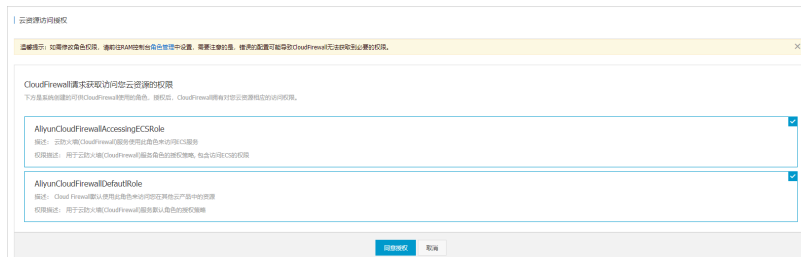 云资源访问授权
温馨提示：如需修改角色权限，请前往RAM控制台角色管理中设置，需要注意的是，错误的配置可能导致CloudFirewall无法获取到必要的权限。
CloudFirewall请求获取访问您云资源的权限
下方是系统创建的可供CloudFirewall使用的角色，授权后，CloudFirewall拥有对您云资源相应的访问权限。
AliyunCloudFirewallAccessingECSRole
描述： 云防火墙(CloudFirewall)服务使用此角色来访问ECS服务
权限描述： 用于云防火墙(CloudFirewall)服务角色的授权策略, 包含访问ECS的权限
AliyunCloudFirewallDefautlRole
描述： Cloud Firewall默认使用此角色来访问您在其他云产品中的资源
权限描述： 用于云防火墙(CloudFirewall)服务默认角色的授权策略
同意授权 取消